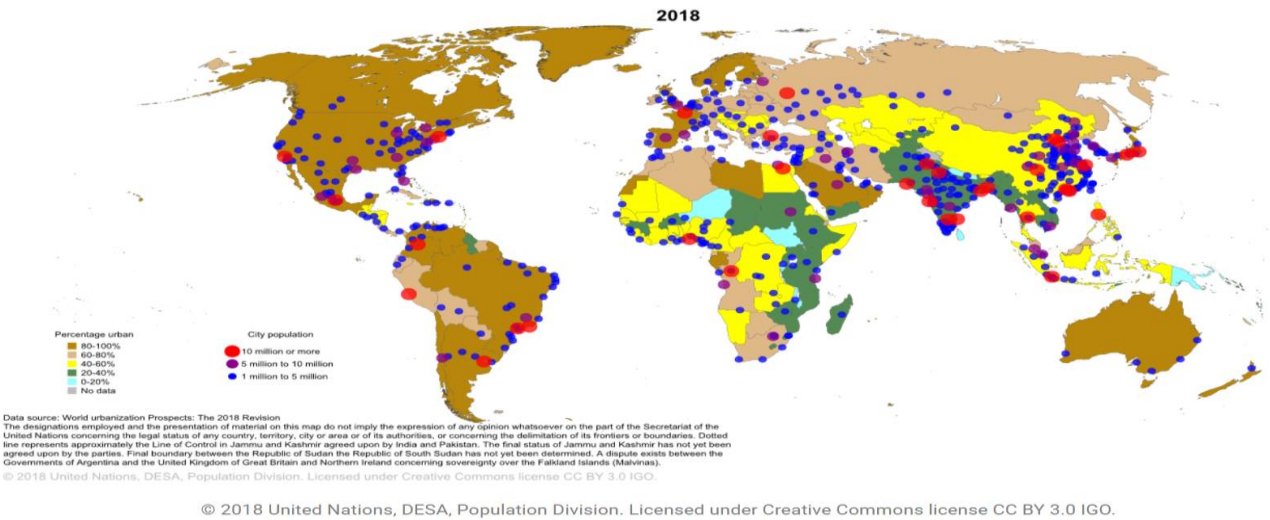 2018
Percentage urban
80-100%
60-80%
40-60%
20-40%
0-20%
No data
City population
10 million or more
5 million to 10 million
1 million to 5 million
Data source: World urbanization Prospects: The 2018 Revision
The designations employed and the presentation of material on this map do not imply the expression of any opinion whatsoever on the part of the Secretariat of the
United Nations concerning the legal status of any country, territory, city or area or of its authorities, or concerning the delimitation of its frontiers or boundaries. Dotted
line represents approximately the Line of Control in Jammu and Kashmir agreed upon by India and Pakistan. The final status of Jammu and Kashmir has not yet been
agreed upon by the parties. Final boundary between the Republic of Sudan the Republic of South Sudan has not yet been determined. A dispute exists between the
Governments of Argentina and the United Kingdom of Great Britain and Northern Ireland concerning sovereignty over the Falkland Islands (Malvinas).
© 2018 United Nations, DESA, Population Division. Licensed under Creative Commons license CC BY 3.0 IGO.
© 2018 United Nations, DESA, Population Division. Licensed under Creative Commons license CC BY 3.0 IGO.